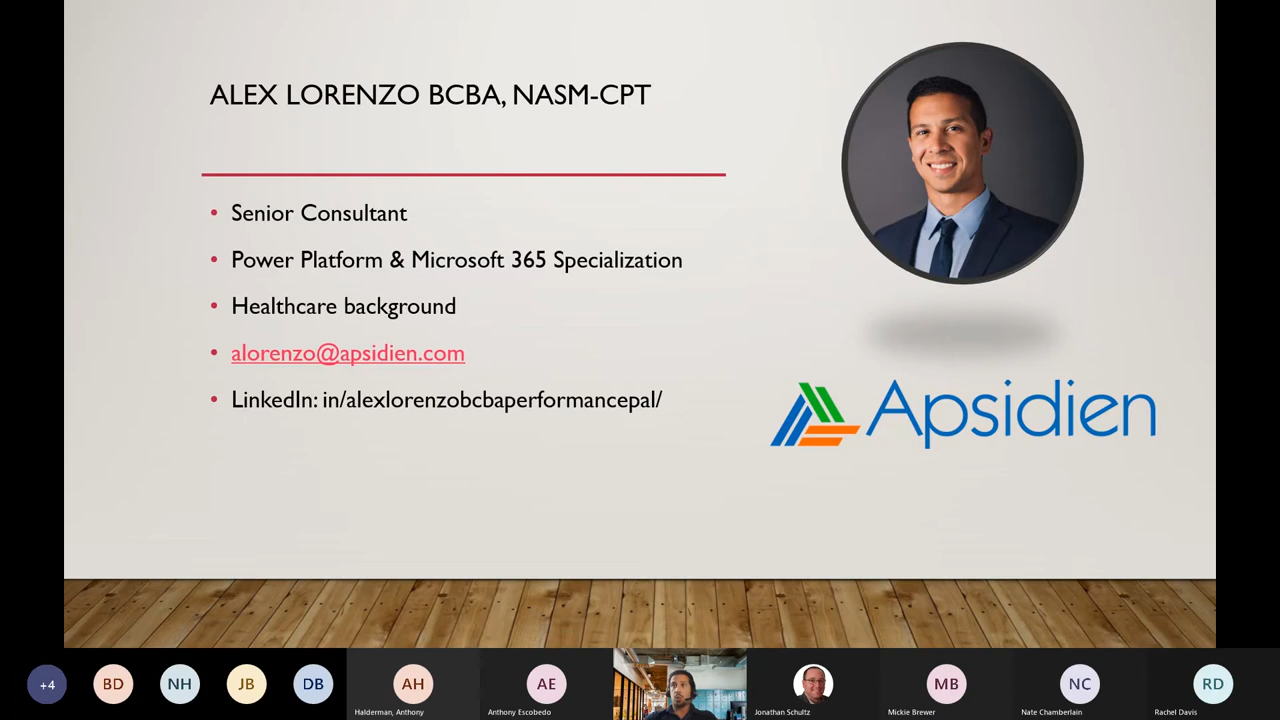 ALEX LORENZO BCBA, NASM-CPT
• Senior Consultant
• Power Platform & Microsoft 365 Specialization
• Healthcare background
• alorenzo@apsidien.com
• LinkedIn: in/alexlorenzobcbaperformancepal/
Apsidien
+4
BD
NH
JB
DB
AH
Halderman, Anthony
AE
Anthony Escobedo
Jonathan Schultz
MB
Mickie Brewer
NC
Nate Chamberlain
RD
Rachel Davis